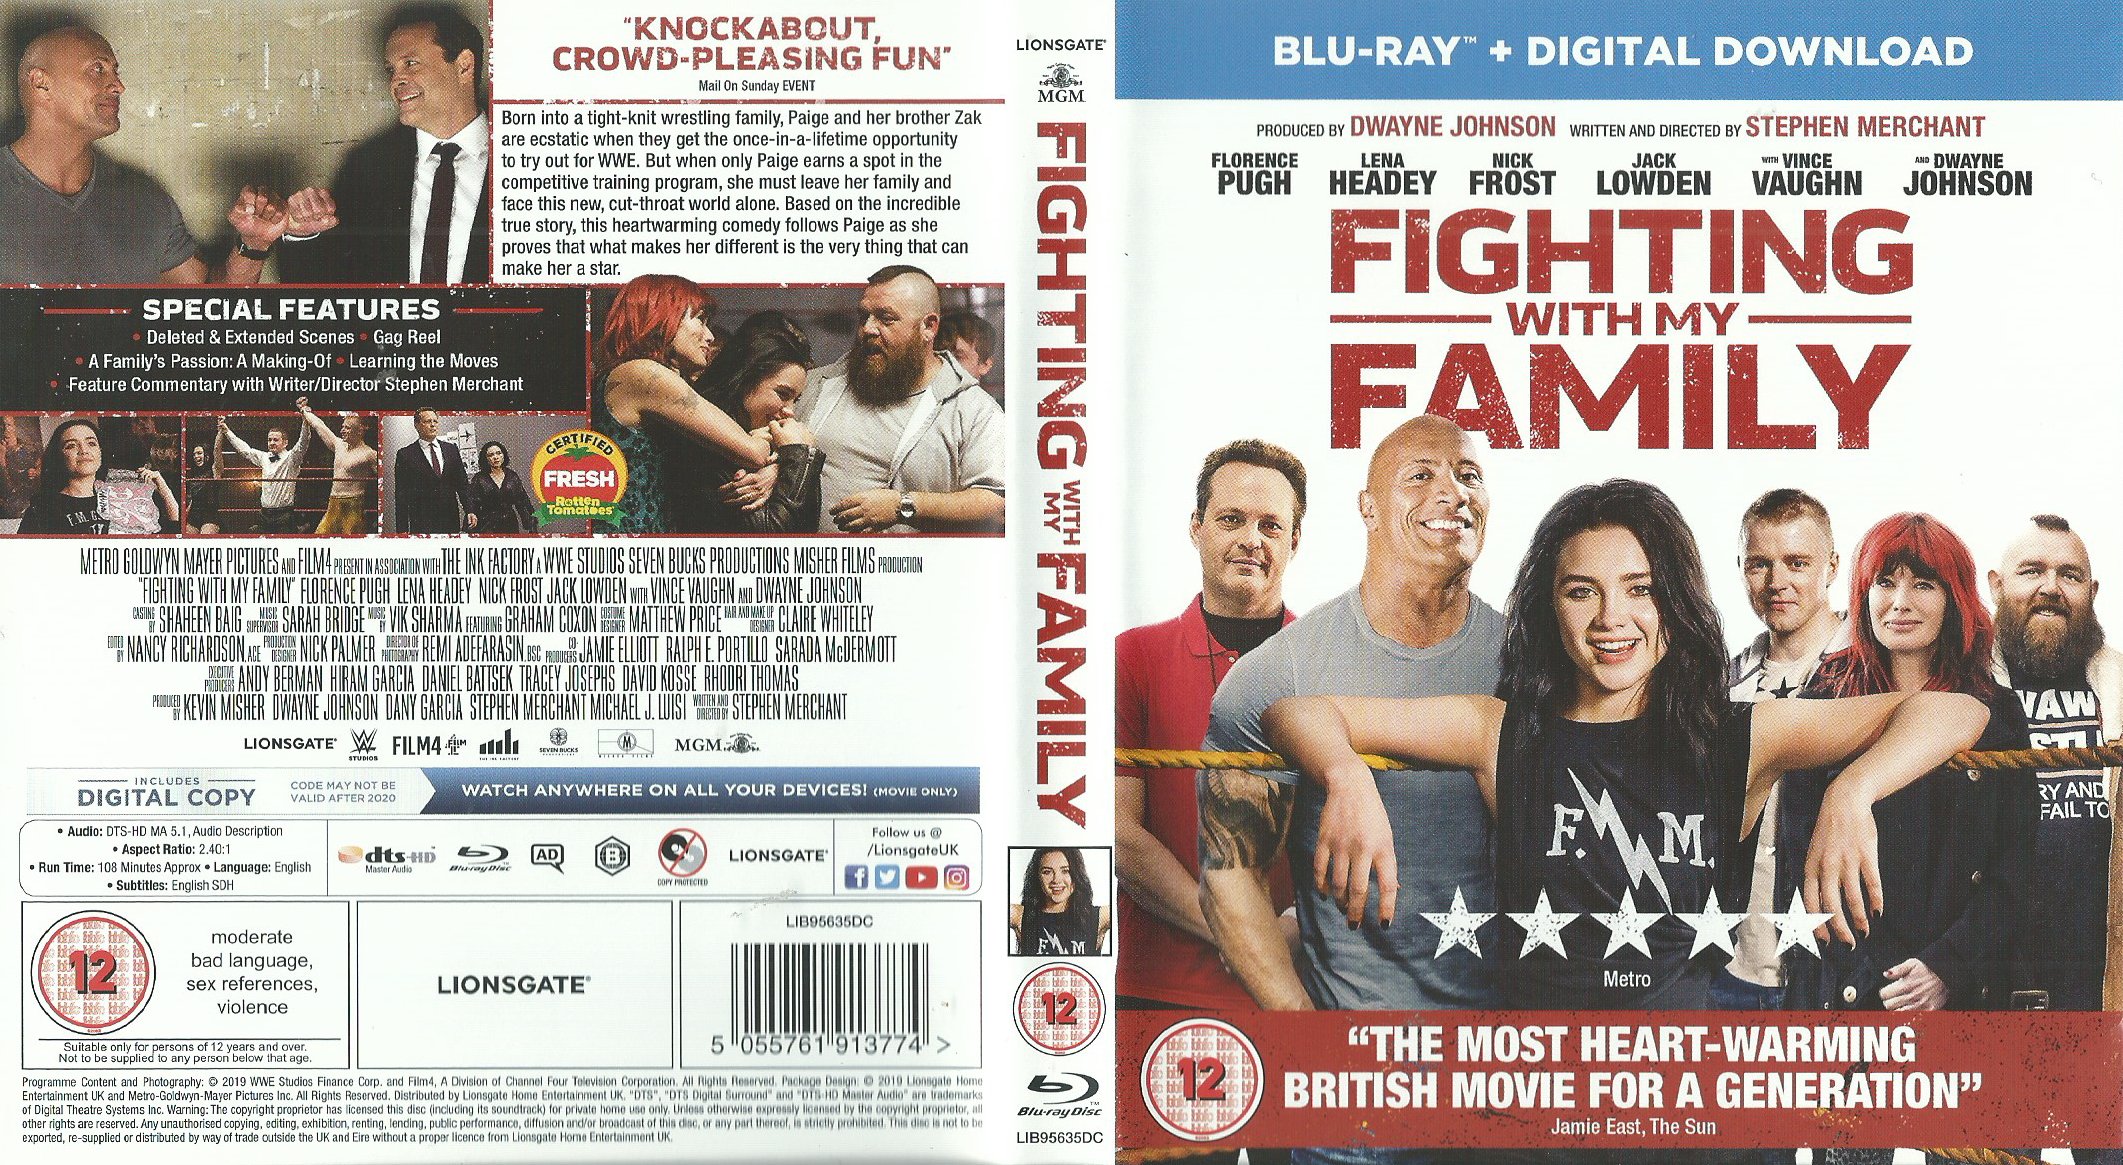 "KNOCKABOUT,
CROWD-PLEASING FUN"
Mail On Sunday EVENT
Born into a tight-knit wrestling family, Paige and her brother Zak
are ecstatic when they get the once-in-a-lifetime opportunity
to try out for WWE. But when only Paige earns a spot in the
competitive training program, she must leave her family and
face this new, cut-throat world alone. Based on the incredible
true story, this heartwarming comedy follows Paige as she
proves that what makes her different is the very thing that can
make her a star.
SPECIAL FEATURES
• Deleted & Extended Scenes • Gag Reel
• A Family's Passion: A Making-Of • Learning the Moves
• Feature Commentary with Writer/Director Stephen Merchant
CERTIFIED
FRESH
Rotten
Tomatoes
METRO GOLDWYN MAYER PICTURES AND FILM4 PRESENT IN ASSOCIATION WITH THE INK FACTORY A WWE STUDIOS SEVEN BUCKS PRODUCTIONS MISHER FILMS PRODUCTION
"FIGHTING WITH MY FAMILY" FLORENCE PUGH LENA HEADEY NICK FROST JACK LOWDEN WITH VINCE VAUGHN AND DWAYNE JOHNSON
CASTING BY SHAHEEN BAIG MUSIC SUPERVISOR SARAH BRIDGE MUSIC BY VIK SHARMA FEATURING GRAHAM COXON COSTUME DESIGNER MATTHEW PRICE HAIR AND MAKE UP DESIGNER CLAIRE WHITELEY
EDITED BY NANCY RICHARDSON, ACE PRODUCTION DESIGNER NICK PALMER DIRECTOR OF PHOTOGRAPHY REMI ADEFARASIN, BSC CO-PRODUCERS JAMIE ELLIOTT RALPH E. PORTILLO SARADA McDERMOTT
EXECUTIVE PRODUCERS ANDY BERMAN HIRAM GARCIA DANIEL BATTSEK TRACEY JOSEPHS DAVID KOSSE RHODRI THOMAS
PRODUCED BY KEVIN MISHER DWAYNE JOHNSON DANY GARCIA STEPHEN MERCHANT MICHAEL J. LUISI WRITTEN AND DIRECTED BY STEPHEN MERCHANT
LIONSGATE W STUDIOS FILM4 FILM THE INK FACTORY SEVEN BUCKS PRODUCTIONS M MISHER FILMS MGM
INCLUDES
DIGITAL COPY
CODE MAY NOT BE
VALID AFTER 2020
WATCH ANYWHERE ON ALL YOUR DEVICES! (MOVIE ONLY)
• Audio: DTS-HD MA 5.1, Audio Description
• Aspect Ratio: 2.40:1
• Run Time: 108 Minutes Approx • Language: English
• Subtitles: English SDH
dts-HD
Master Audio
Blu-ray Disc
AD
B
COPY PROTECTED
LIONSGATE
Follow us @
/LionsgateUK
12
moderate
bad language,
sex references,
violence
Suitable only for persons of 12 years and over.
Not to be supplied to any person below that age.
LIONSGATE
LIB95635DC
5 055761 913774 >
Programme Content and Photography: © 2019 WWE Studios Finance Corp. and Film4, A Division of Channel Four Television Corporation. All Rights Reserved. Package Design: © 2019 Lionsgate Home
Entertainment UK and Metro-Goldwyn-Mayer Pictures Inc. All Rights Reserved. Distributed by Lionsgate Home Entertainment UK. "DTS", "DTS Digital Surround" and "DTS-HD Master Audio" are trademarks
of Digital Theatre Systems Inc. Warning: The copyright proprietor has licensed this disc (including its soundtrack) for private home use only. Unless otherwise expressly licensed by the copyright proprietor, all
other rights are reserved. Any unauthorised copying, editing, exhibition, renting, lending, public performance, diffusion and/or broadcast of this disc, or any part thereof, is strictly prohibited. This disc is not to be
exported, re-supplied or distributed by way of trade outside the UK and Eire without a proper licence from Lionsgate Home Entertainment UK.
LIONSGATE
MGM
FIGHTING WITH MY FAMILY
F. M
12
Blu-ray Disc
LIB95635DC
BLU-RAY™ + DIGITAL DOWNLOAD
PRODUCED BY DWAYNE JOHNSON WRITTEN AND DIRECTED BY STEPHEN MERCHANT
FLORENCE PUGH LENA HEADEY NICK FROST JACK LOWDEN WITH VINCE VAUGHN AND DWAYNE JOHNSON
FIGHTING
WITH MY
FAMILY
F. M.
RY AND
FAIL TO
Metro
12
"THE MOST HEART-WARMING
BRITISH MOVIE FOR A GENERATION"
Jamie East, The Sun